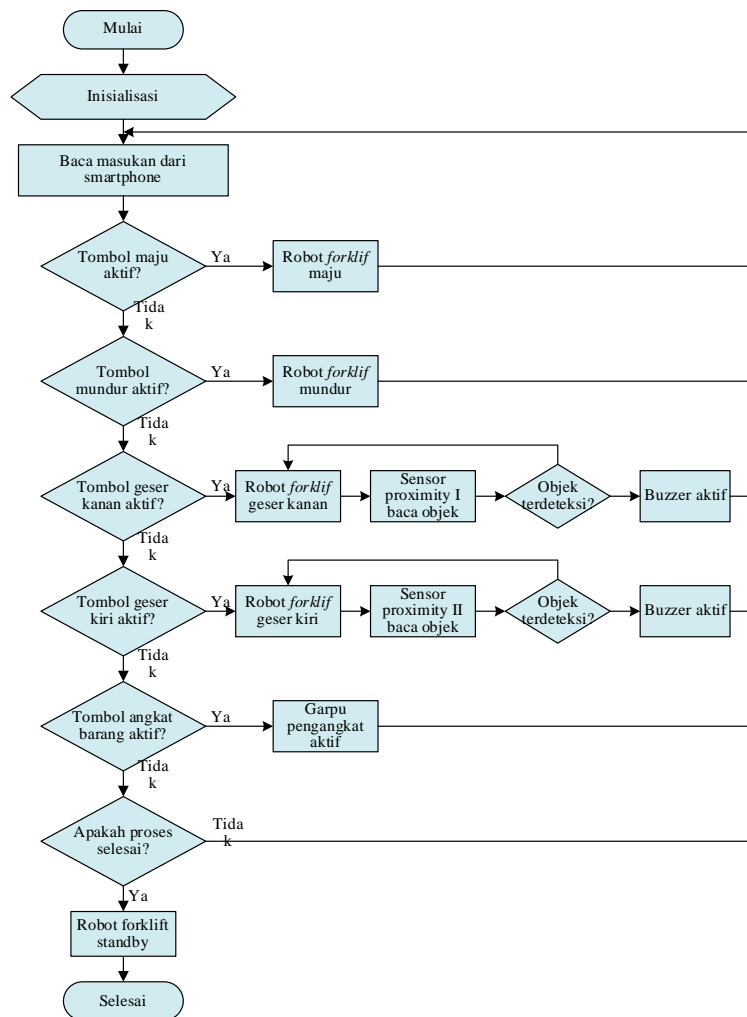 Mulai
Inisialisasi
Baca masukan dari
smartphone
Tombol maju
aktif?
Ya
Robot forklif
maju
Tida
k
Tombol
mundur aktif?
Ya
Robot forklif
mundur
Tida
k
Tombol geser
kanan aktif?
Ya
Robot forklif
geser kanan
Sensor
proximity I
baca objek
Objek
terdeteksi?
Buzzer aktif
Tida
k
Tombol geser
kiri aktif?
Ya
Robot forklif
geser kiri
Sensor
proximity II
baca objek
Objek
terdeteksi?
Buzzer aktif
Tida
k
Tombol angkat
barang aktif?
Ya
Garpu
pengangkat
aktif
Tida
k
Apakah proses
selesai?
Tida
k
Ya
Robot forklift
standby
Selesai